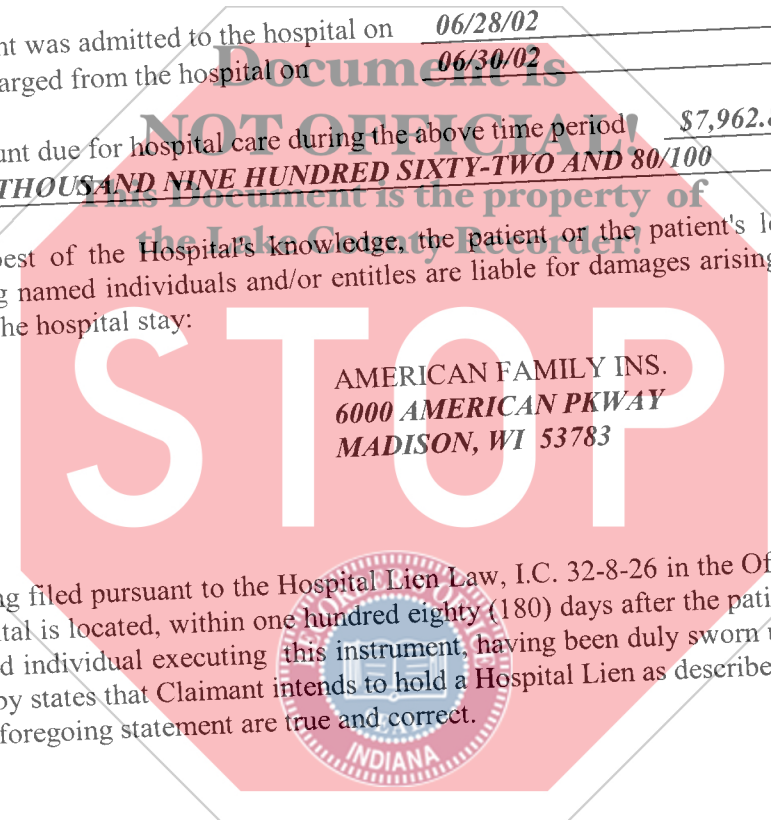 nt was admitted to the hospital on 06/28/02
arged from the hospital on 06/30/02
Document is
NOT OFFICIAL!
unt due for hospital care during the above time period $7,962.
THOUSAND NINE HUNDRED SIXTY-TWO AND 80/100
This Document is the property of
the Lake County Recorder!
best of the Hospital's knowledge, the patient or the patient's l
g named individuals and/or entitles are liable for damages arising
he hospital stay:
STOP
AMERICAN FAMILY INS.
6000 AMERICAN PKWAY
MADISON, WI 53783
ng filed pursuant to the Hospital Lien Law, I.C. 32-8-26 in the Of
ital is located, within one hundred eighty (180) days after the pati
d individual executing this instrument, having been duly sworn
by states that Claimant intends to hold a Hospital Lien as describe
foregoing statement are true and correct.
RECORDER'S OFFICE
SEAL
INDIANA